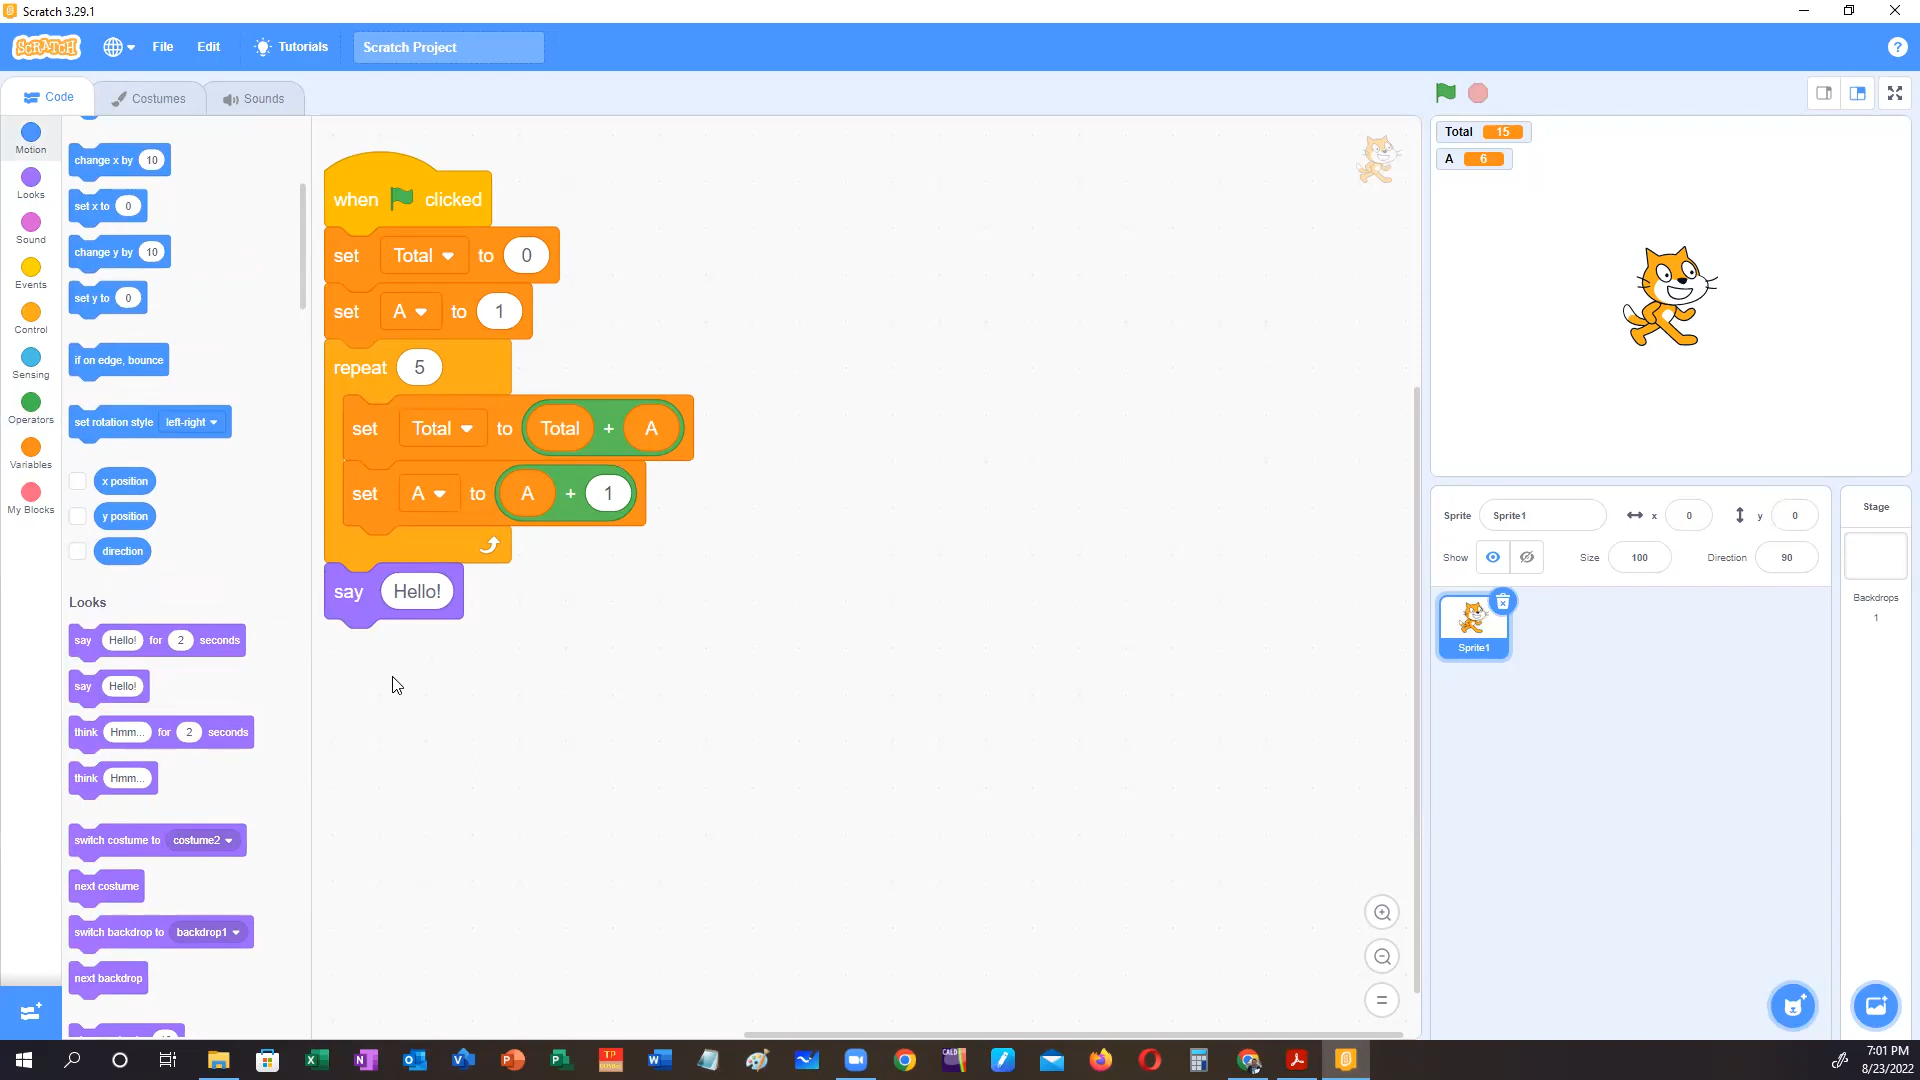 Scratch 3.29.1
SCRATCH
File
Edit
Tutorials
Scratch Project
?
Code
Costumes
Sounds
Motion
Looks
Sound
Events
Control
Sensing
Operators
Variables
My Blocks
change x by 10
set x to 0
change y by 10
set y to 0
if on edge, bounce
set rotation style left-right
x position
y position
direction
Looks
say Hello! for 2 seconds
say Hello!
think Hmm... for 2 seconds
think Hmm...
switch costume to costume2
next costume
switch backdrop to backdrop1
next backdrop
when clicked
set Total to 0
set A to 1
repeat 5
set Total to Total + A
set A to A + 1
say Hello!
Total 15
A 6
Sprite Sprite1 x 0 y 0
Show Size 100 Direction 90
Sprite1
Stage
Backdrops
1
CALD
7:01 PM
8/23/2022